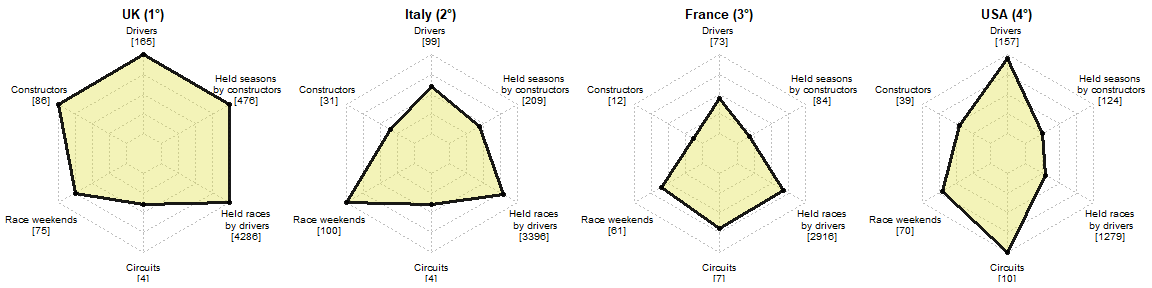 UK (1°)
Drivers
[165]
Held seasons
by constructors
[476]
Constructors
[86]
Race weekends
[75]
Held races
by drivers
[4286]
Circuits
[4]
Italy (2°)
Drivers
[99]
Held seasons
by constructors
[209]
Constructors
[31]
Race weekends
[100]
Held races
by drivers
[3396]
Circuits
[4]
France (3°)
Drivers
[73]
Held seasons
by constructors
[84]
Constructors
[12]
Race weekends
[61]
Held races
by drivers
[2916]
Circuits
[7]
USA (4°)
Drivers
[157]
Held seasons
by constructors
[124]
Constructors
[39]
Race weekends
[70]
Held races
by drivers
[1279]
Circuits
[10]